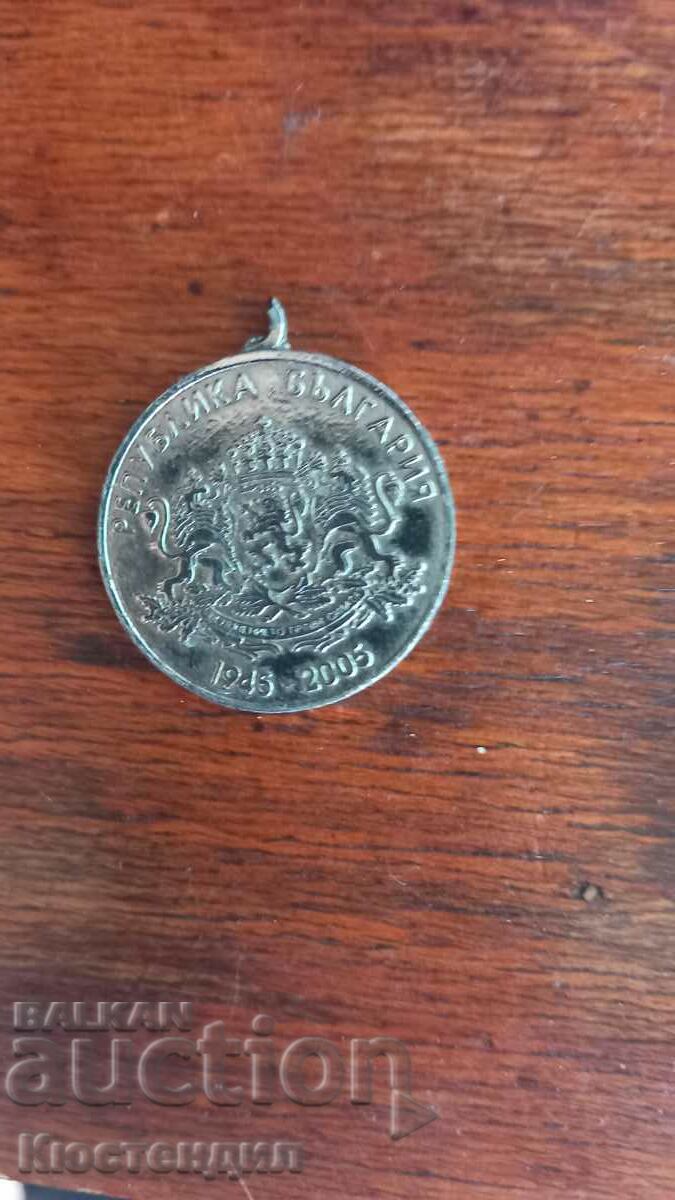 РЕПУБЛИКА БЪЛГАРИЯ
1945 - 2005
BALKAN
auction
Кюстендил